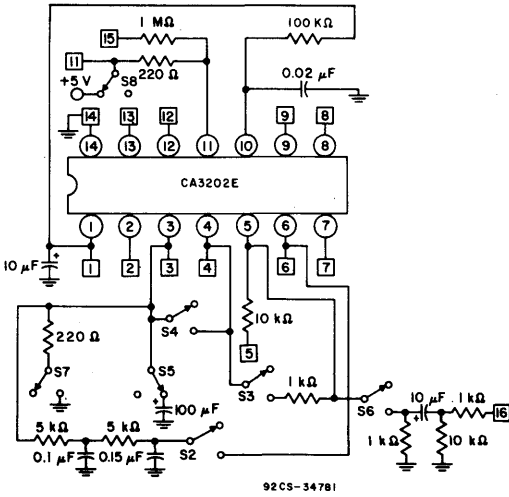 1 MΩ
100 KΩ
15
11
220 Ω
+5 V
S8
0.02 µF
14 13 12 9 8
14 13 12 11 10 9 8
CA3202E
1 2 3 4 5 6 7
10 µF +
1 2 3 4 6 7
S4
10 kΩ
220 Ω
5
S7
S5
+
100 µF
S3
1 kΩ
S6
10 µF
+
1 kΩ
16
5 kΩ
5 kΩ
0.1 µF
0.15 µF
S2
1 kΩ
10 kΩ
92CS-34781